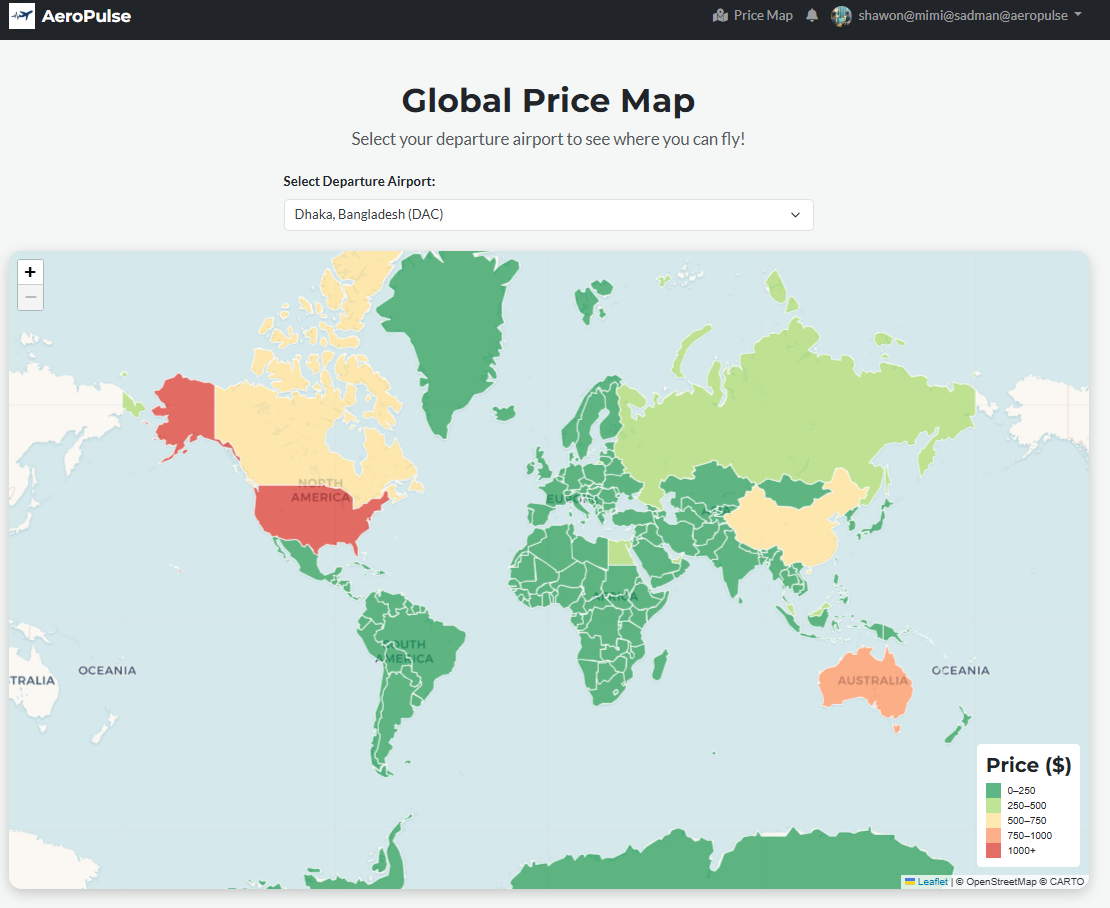 AeroPulse
Price Map
shawon@mimi@sadman@aeropulse
Global Price Map
Select your departure airport to see where you can fly!
Select Departure Airport:
Dhaka, Bangladesh (DAC)
+
−
NORTH
AMERICA
EUROPE
AFRICA
SOUTH
AMERICA
OCEANIA
TRALIA
AUSTRALIA
OCEANIA
Price ($)
0–250
250–500
500–750
750–1000
1000+
Leaflet | © OpenStreetMap © CARTO